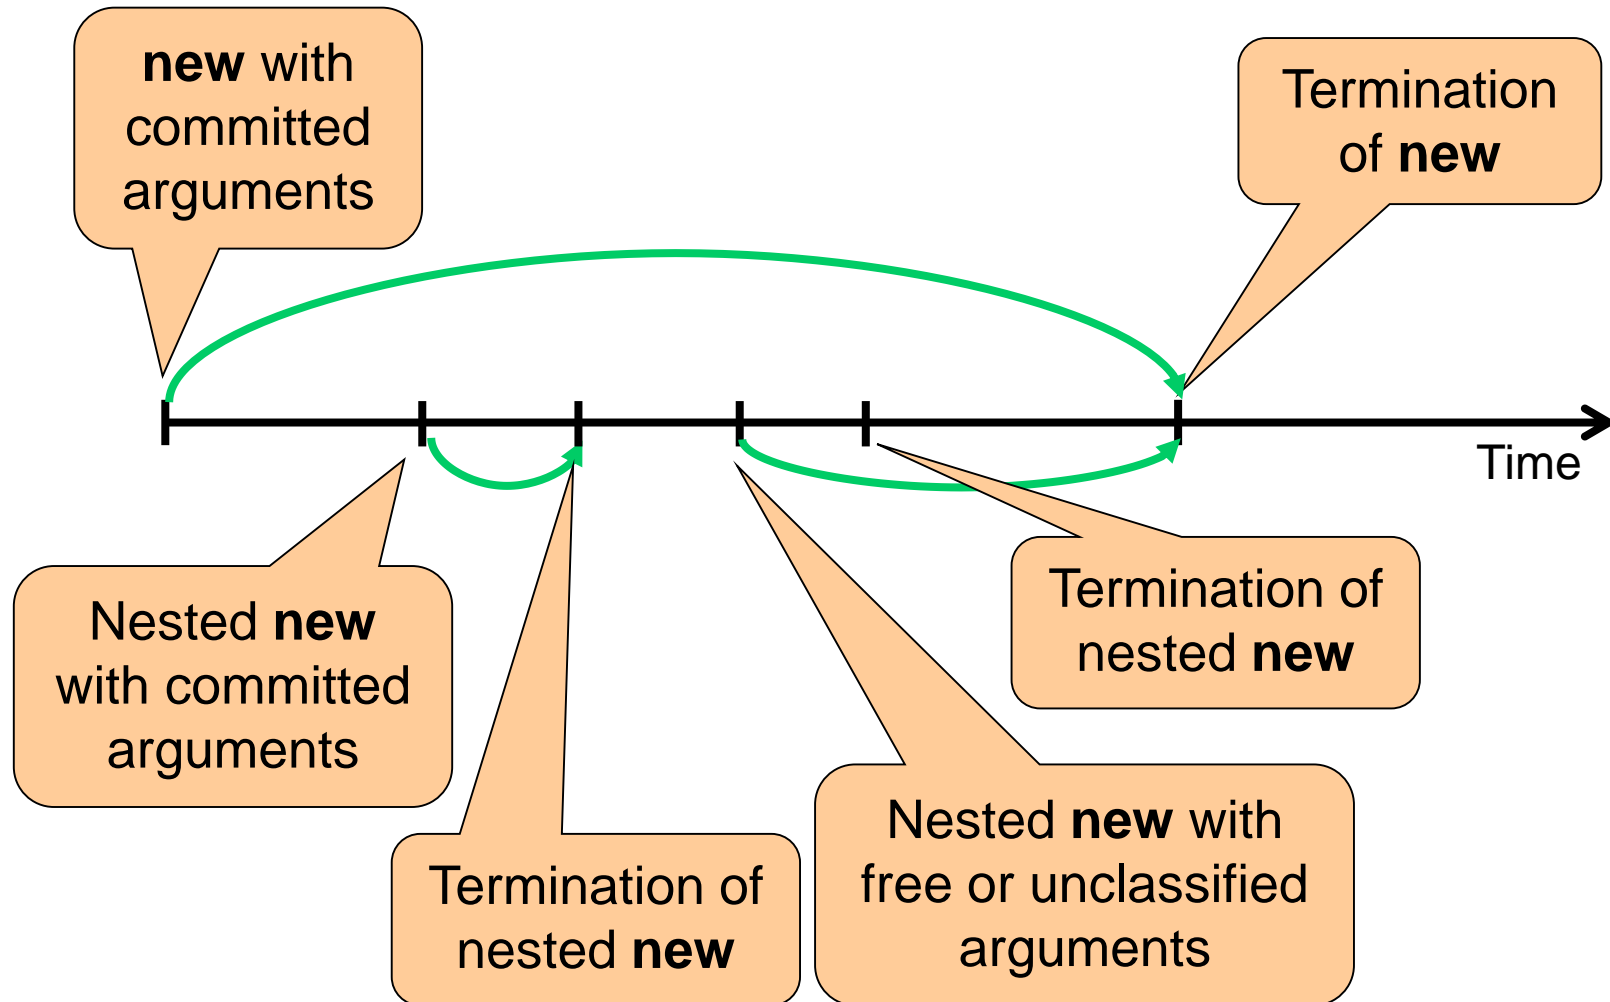 new with
committed
arguments
Termination
of new
Time
Nested new
with committed
arguments
Termination of
nested new
Termination of
nested new
Nested new with
free or unclassified
arguments